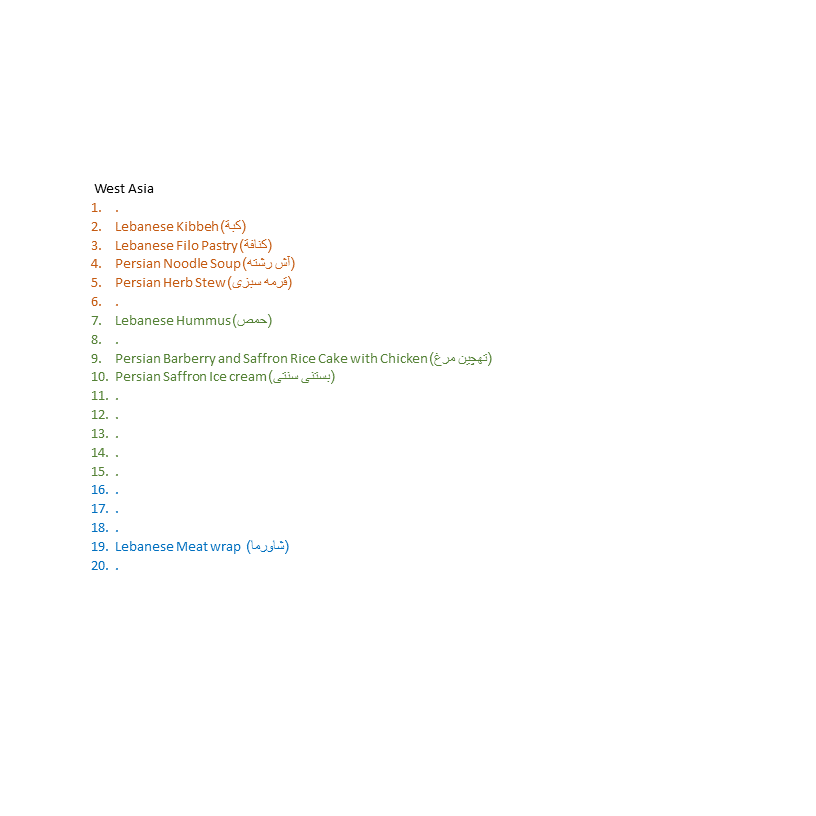 West Asia
1. .
2. Lebanese Kibbeh (كبة)
3. Lebanese Filo Pastry (كنافة)
4. Persian Noodle Soup (آش رشته)
5. Persian Herb Stew (قرمه سبزی)
6. .
7. Lebanese Hummus (حمص)
8. .
9. Persian Barberry and Saffron Rice Cake with Chicken (تهچین مرغ)
10. Persian Saffron Ice cream (بستنی سنتی)
11. .
12. .
13. .
14. .
15. .
16. .
17. .
18. .
19. Lebanese Meat wrap (شاورما)
20. .